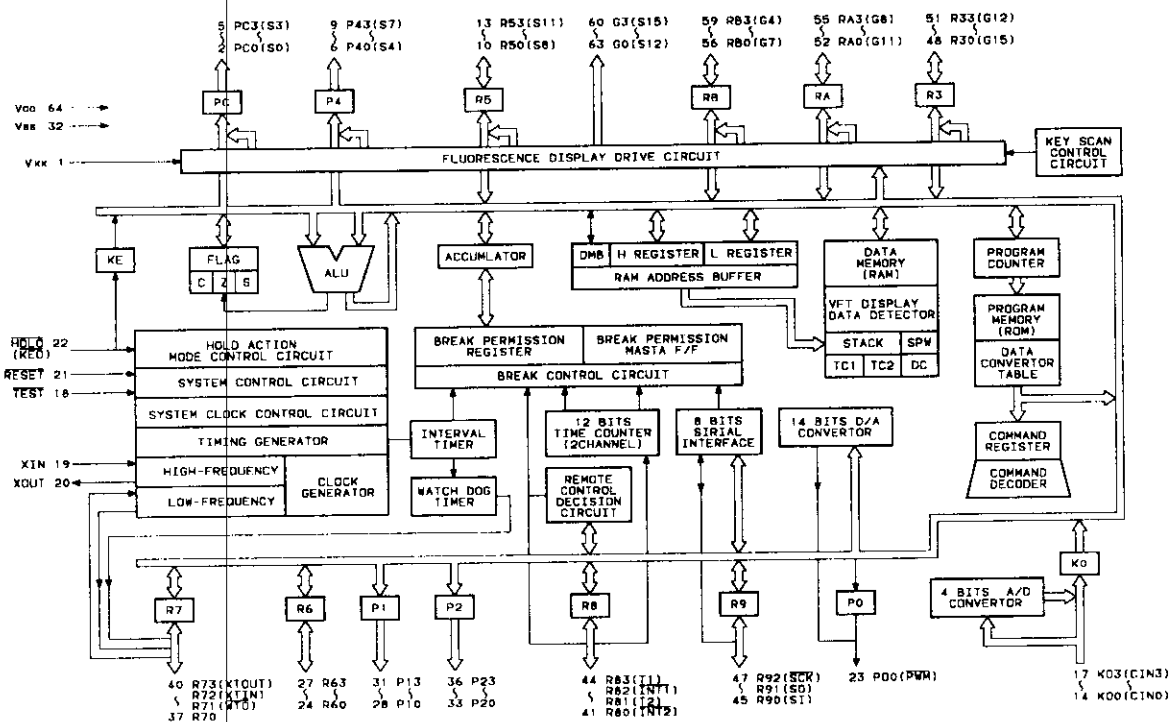 5 PC3(S3)
2 PC0(S0)
9 P43(S7)
6 P40(S4)
13 R53(S11)
10 R50(S8)
60 G3(S15)
63 G0(S12)
59 RB3(G4)
56 RB0(G7)
55 RA3(G8)
52 RA0(G11)
51 R33(G12)
48 R30(G15)
PC
P4
R5
RB
RA
R3
VDD 64
VSS 32
VKK 1
FLUORESCENCE DISPLAY DRIVE CIRCUIT
KEY SCAN
CONTROL
CIRCUIT
KE
FLAG
C Z S
ALU
ACCUMLATOR
DMB
H REGISTER
L REGISTER
RAM ADDRESS BUFFER
DATA
MEMORY
(RAM)
VFT DISPLAY
DATA DETECTOR
STACK
SPW
TC1
TC2
DC
PROGRAM
COUNTER
PROGRAM
MEMORY
(ROM)
DATA
CONVERTOR
TABLE
COMMAND
REGISTER
COMMAND
DECODER
HOLD 22
(KEO)
RESET 21
TEST 18
XIN 19
XOUT 20
HOLD ACTION
MODE CONTROL CIRCUIT
SYSTEM CONTROL CIRCUIT
SYSTEM CLOCK CONTROL CIRCUIT
TIMING GENERATOR
HIGH-FREQUENCY
LOW-FREQUENCY
CLOCK
GENERATOR
BREAK PERMISSION
REGISTER
BREAK PERMISSION
MASTA F/F
BREAK CONTROL CIRCUIT
INTERVAL
TIMER
WATCH DOG
TIMER
12 BITS
TIME COUNTER
(2CHANNEL)
REMOTE
CONTROL
DECISION
CIRCUIT
8 BITS
SIRIAL
INTERFACE
14 BITS D/A
CONVERTOR
R7
R6
P1
P2
R8
R9
P0
K0
4 BITS A/D
CONVERTOR
40 R73(XTOUT)
R72(XTIN)
R71(WTO)
37 R70
27 R63
24 R60
31 P13
28 P10
36 P23
33 P20
44 R83(T1)
R82(INT1)
R81(T2)
41 R80(INT2)
47 R92(SCK)
R91(SO)
45 R90(SI)
23 P00(PWM)
17 K03(CIN3)
14 K00(CIN0)